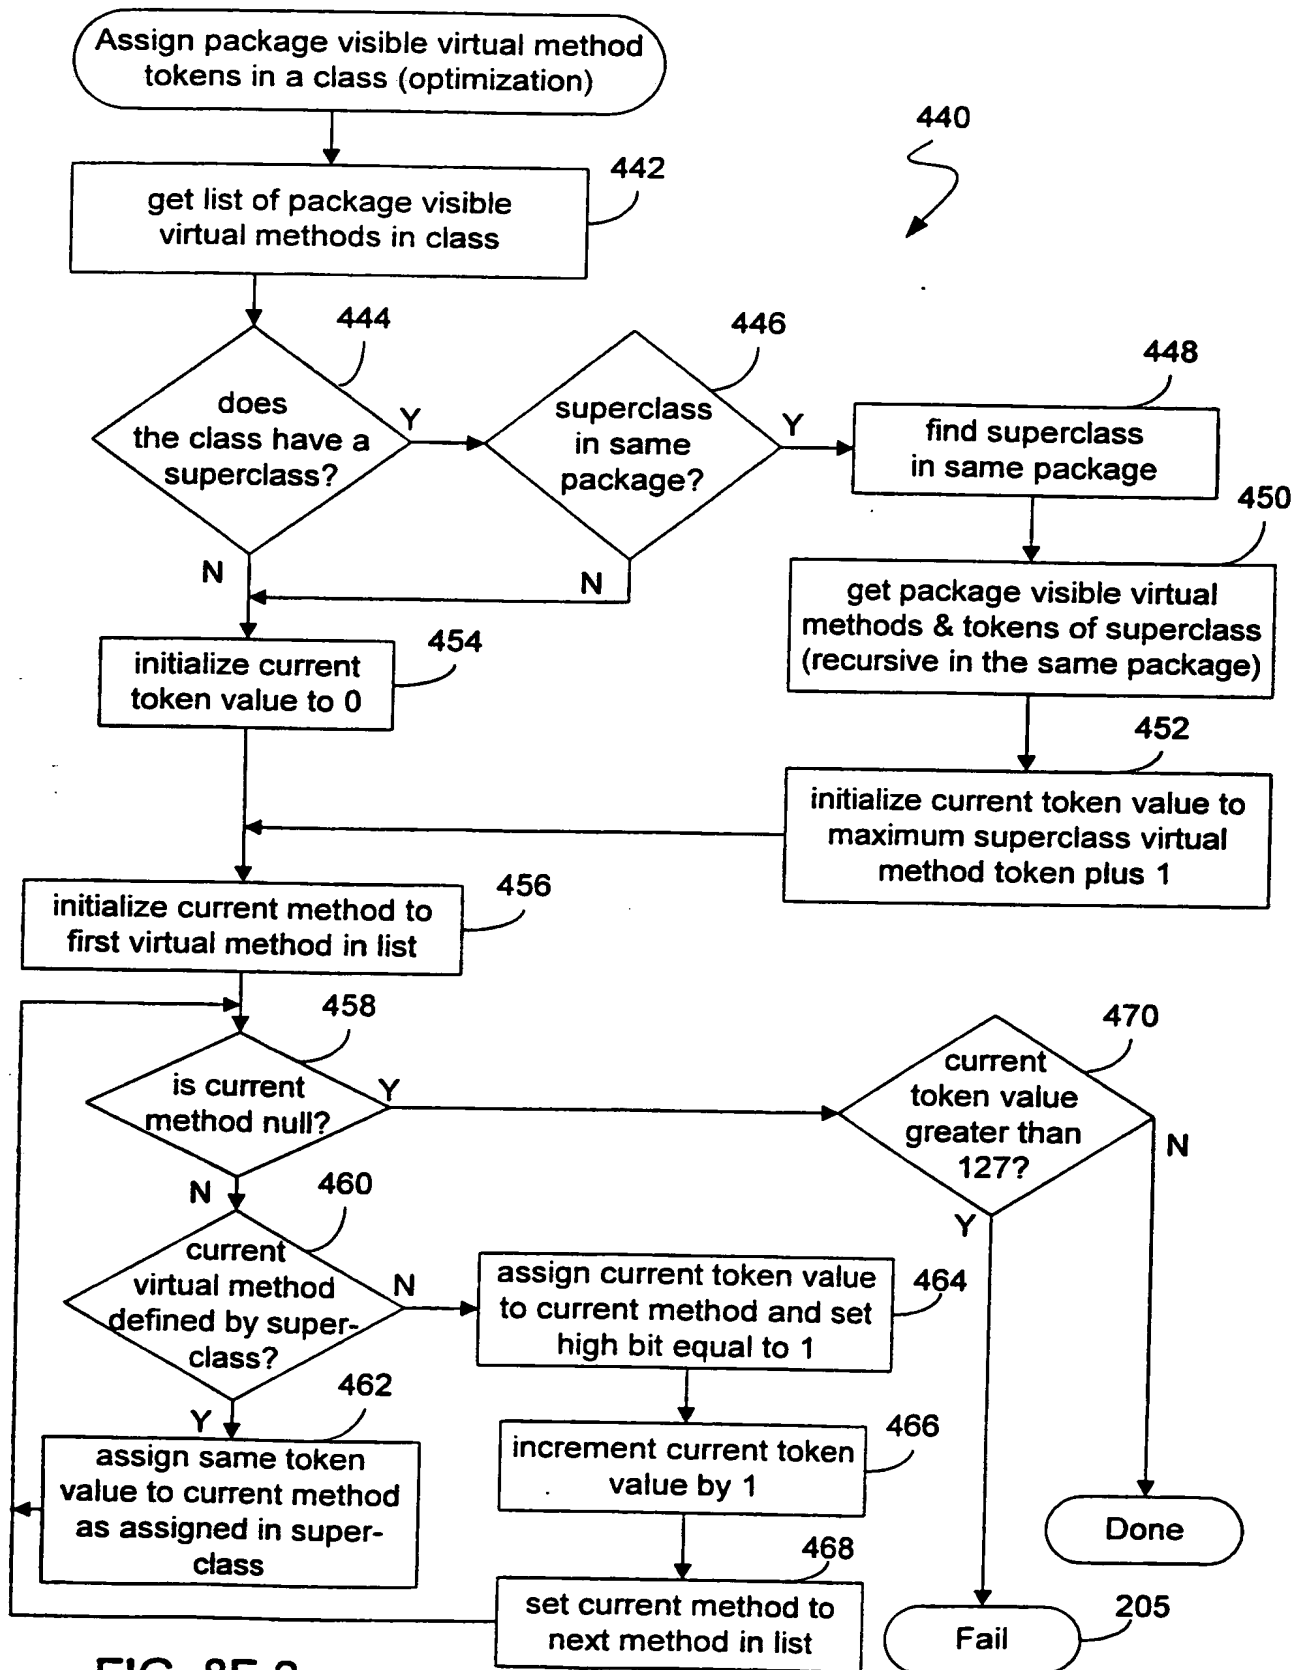 Assign package visible virtual method
tokens in a class (optimization)
440
442
get list of package visible
virtual methods in class
444
446
448
does
the class have a
superclass?
Y
superclass
in same
package?
Y
find superclass
in same package
450
N
N
get package visible virtual
methods & tokens of superclass
(recursive in the same package)
454
initialize current
token value to 0
452
initialize current token value to
maximum superclass virtual
method token plus 1
456
initialize current method to
first virtual method in list
458
470
is current
method null?
Y
current
token value
greater than
127?
N
Y
N
460
current
virtual method
defined by super-
class?
N
464
assign current token value
to current method and set
high bit equal to 1
Y
462
assign same token
value to current method
as assigned in super-
class
466
increment current token
value by 1
Done
468
set current method to
next method in list
205
Fail